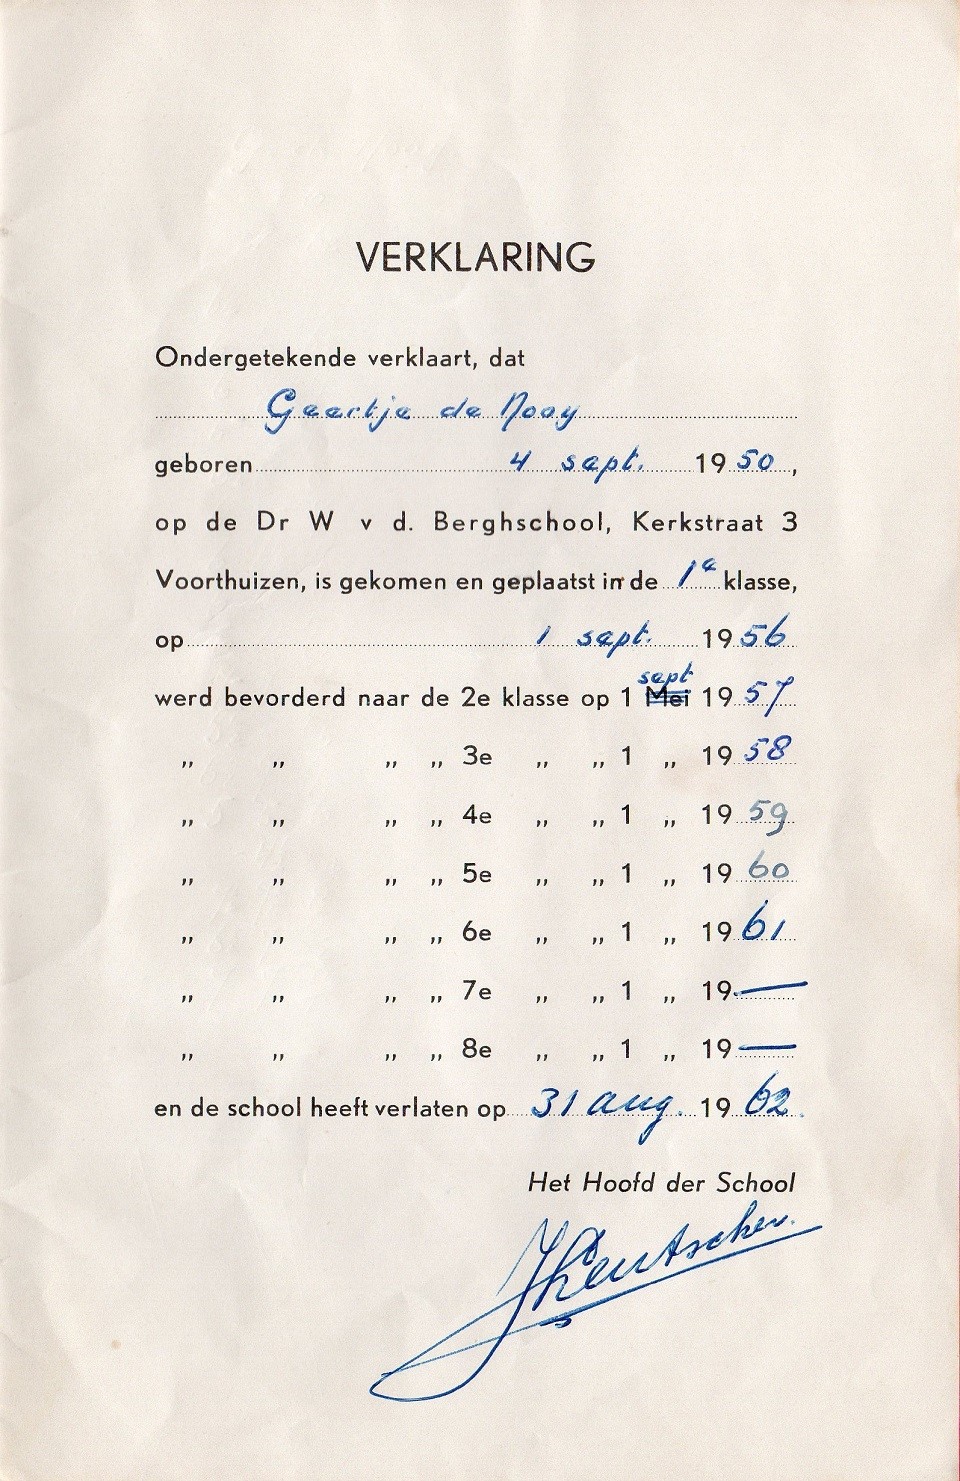 VERKLARING
Ondergetekende verklaart, dat
Geertje de Nooy
geboren 4 sept. 1950,
op de Dr W v d. Berghschool, Kerkstraat 3
Voorthuizen, is gekomen en geplaatst in de 1e klasse,
op 1 sept. 1956
sept
werd bevorderd naar de 2e klasse op 1 Mei 1957
„ „ „ „ 3e „ „ 1 „ 1958
„ „ „ „ 4e „ „ 1 „ 1959
„ „ „ „ 5e „ „ 1 „ 1960
„ „ „ „ 6e „ „ 1 „ 1961
„ „ „ „ 7e „ „ 1 „ 19—
„ „ „ „ 8e „ „ 1 „ 19—
en de school heeft verlaten op 31 aug. 1962.
Het Hoofd der School